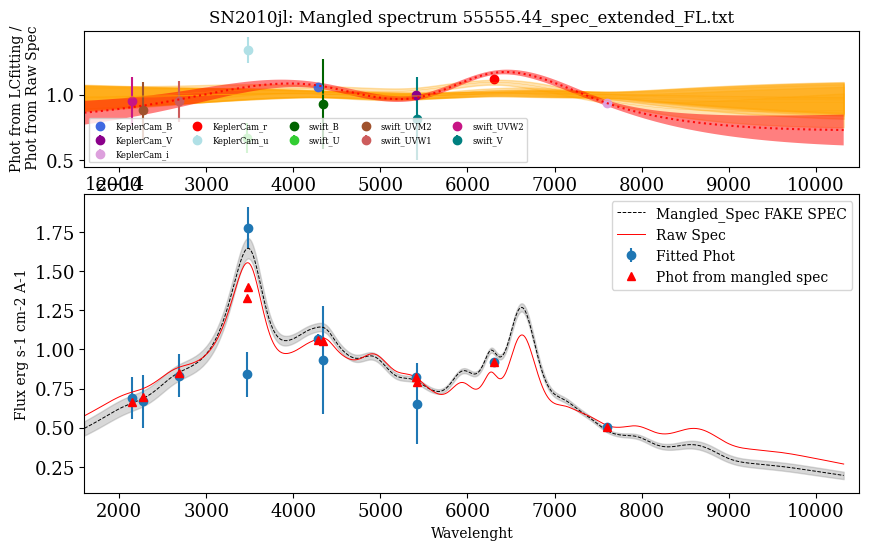 SN2010jl: Mangled spectrum 55555.44_spec_extended_FL.txt
Phot from LCfitting /
Phot from Raw Spec
1.0
0.5
KeplerCam_B
KeplerCam_V
KeplerCam_i
KeplerCam_r
KeplerCam_u
swift_B
swift_U
swift_UVM2
swift_UVW1
swift_UVW2
swift_V
2000 3000 4000 5000 6000 7000 8000 9000 10000
1e−14
Flux erg s-1 cm-2 A-1
1.75
1.50
1.25
1.00
0.75
0.50
0.25
Mangled_Spec FAKE SPEC
Raw Spec
Fitted Phot
Phot from mangled spec
2000 3000 4000 5000 6000 7000 8000 9000 10000
Wavelenght